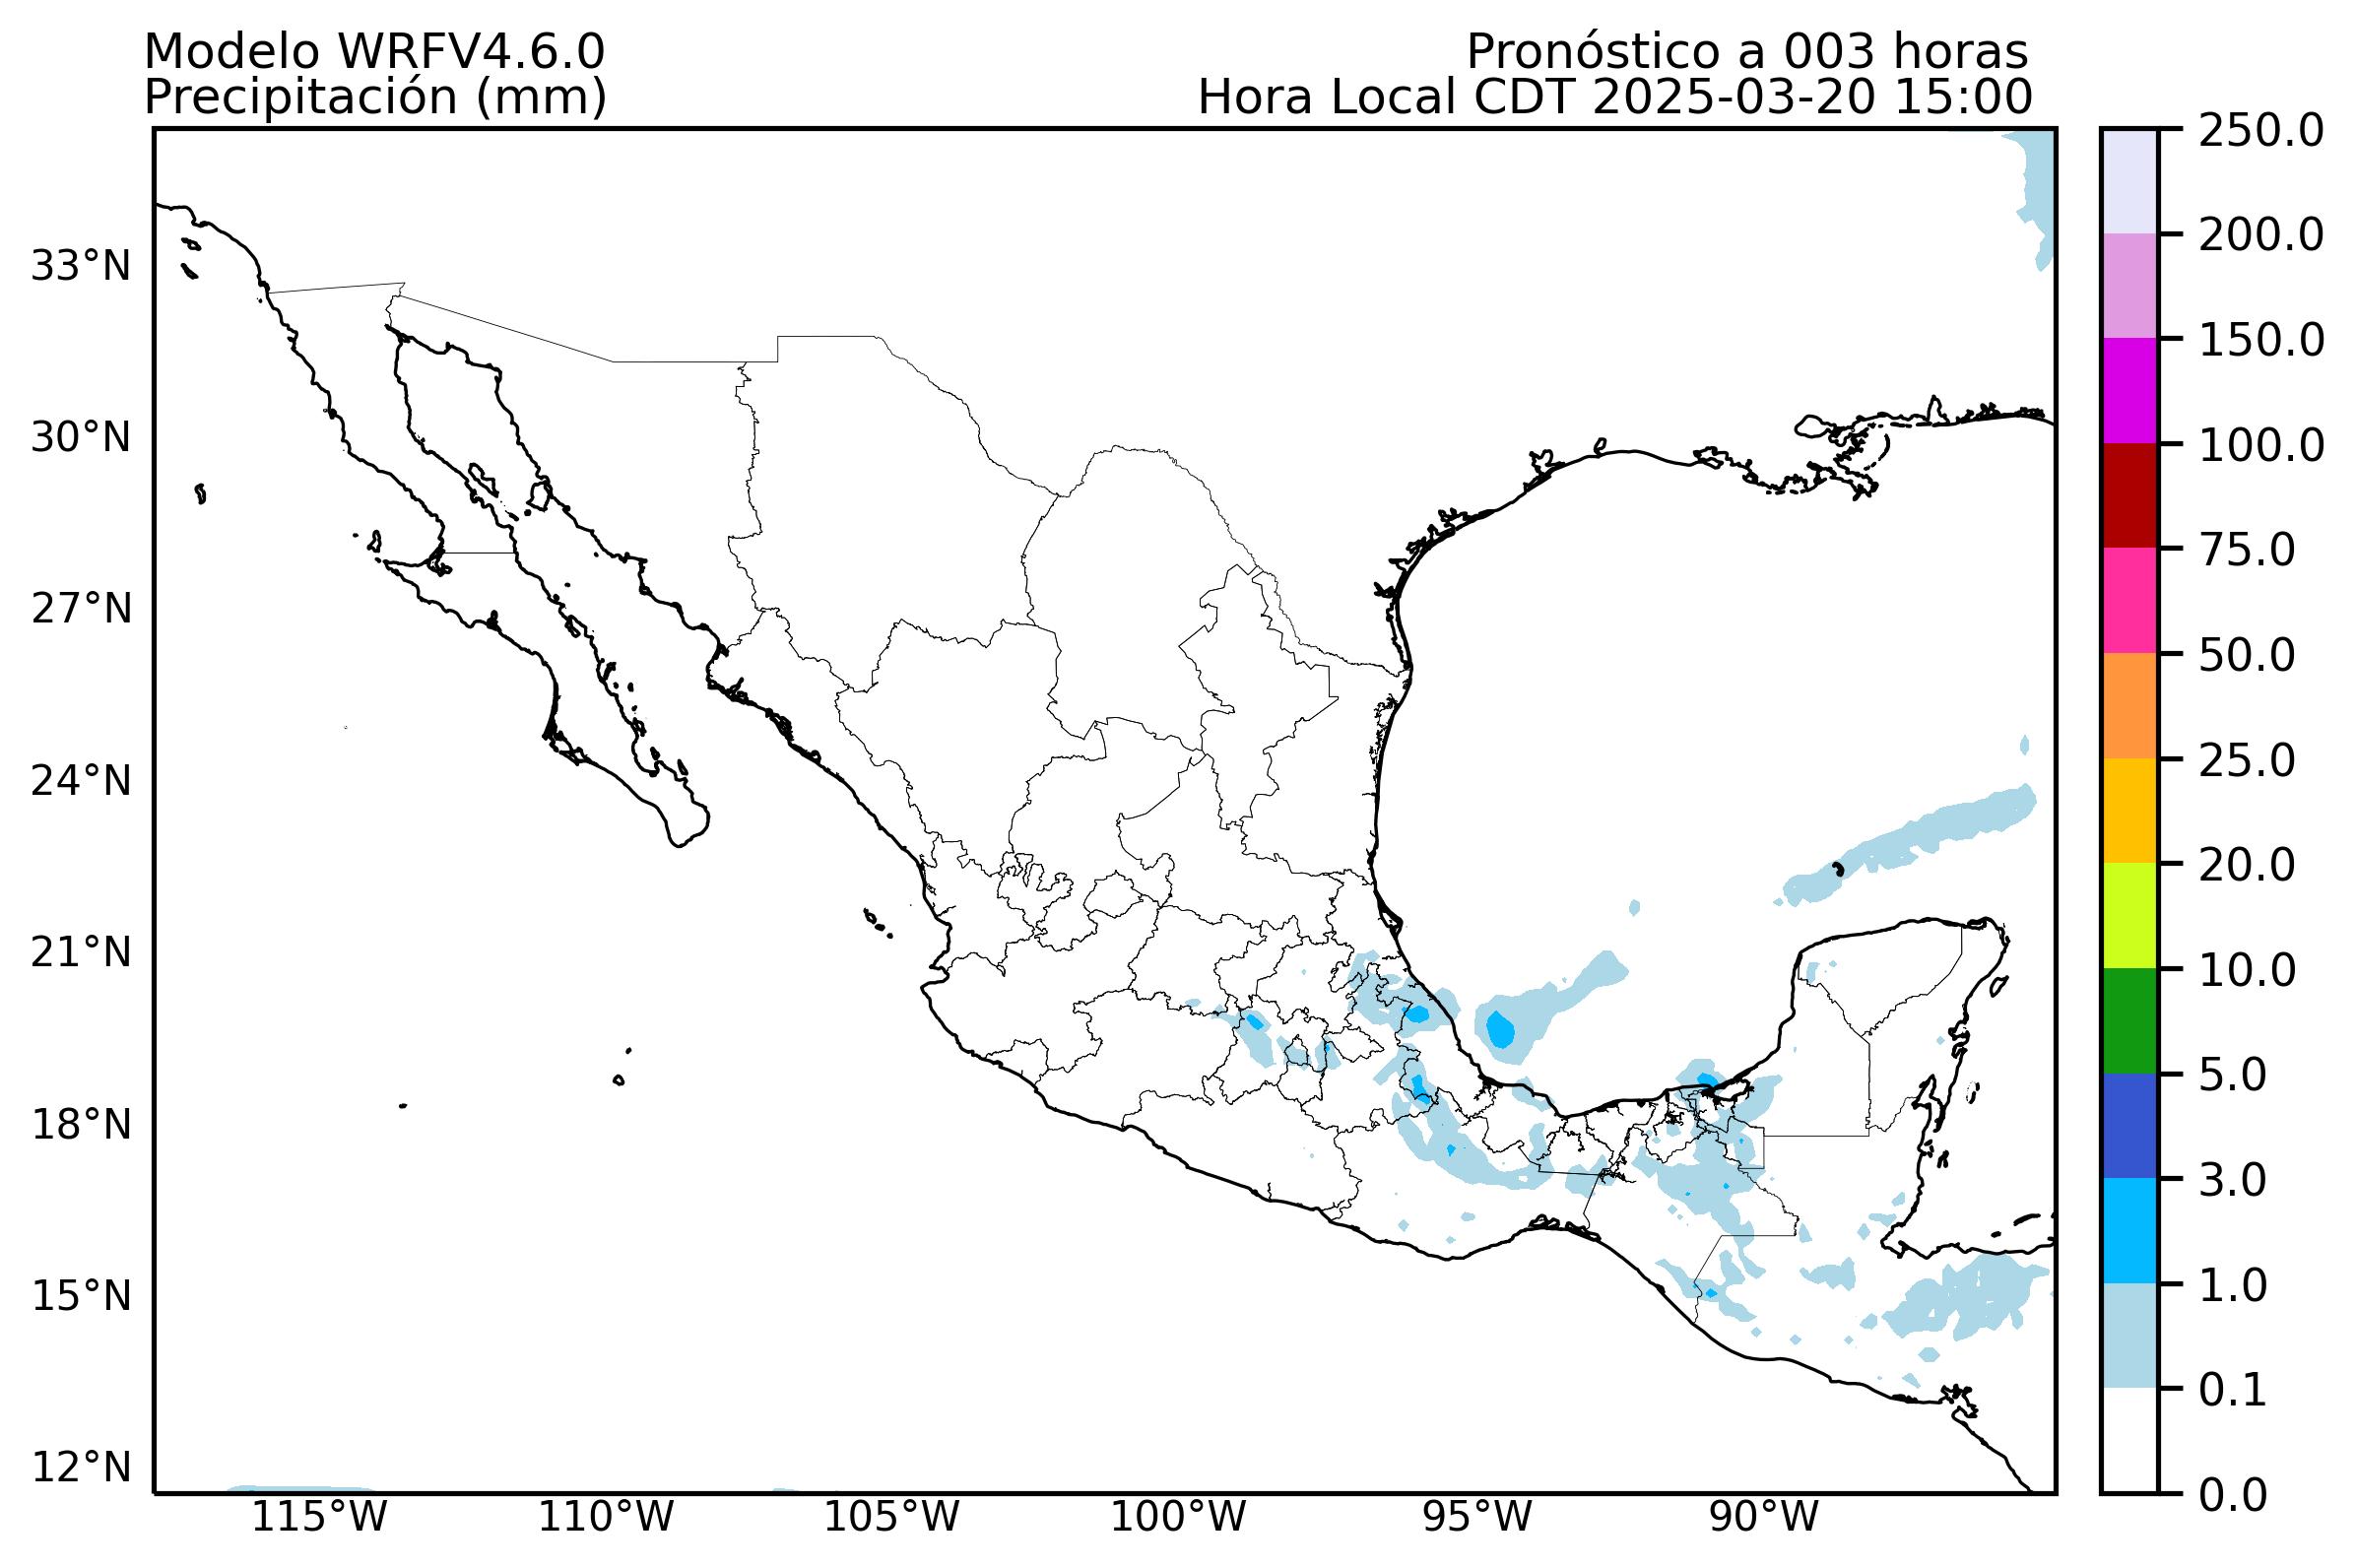 Modelo WRFV4.6.0
Precipitación (mm)
Pronóstico a 003 horas
Hora Local CDT 2025-03-20 15:00
33°N
30°N
27°N
24°N
21°N
18°N
15°N
12°N
115°W
110°W
105°W
100°W
95°W
90°W
250.0
200.0
150.0
100.0
75.0
50.0
25.0
20.0
10.0
5.0
3.0
1.0
0.1
0.0